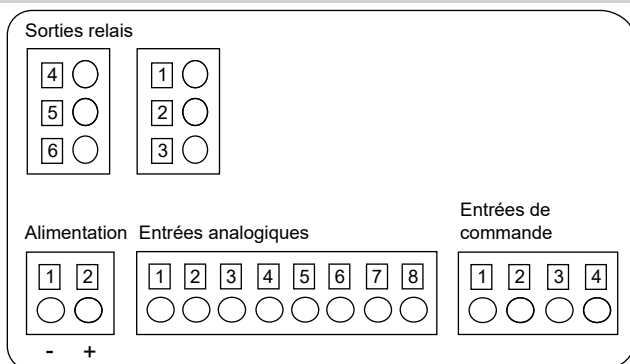 Sorties relais
4 1
5 2
6 3
Entrées de
commande
Alimentation Entrées analogiques
1 2 1 2 3 4 5 6 7 8 1 2 3 4
- +